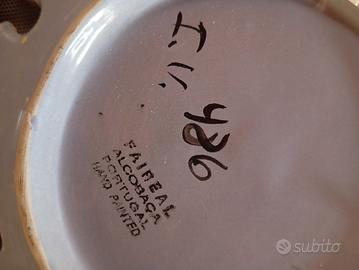 986
FAIREAL
ALCOBAÇA
PORTUGAL
HAND PAINTED
subito